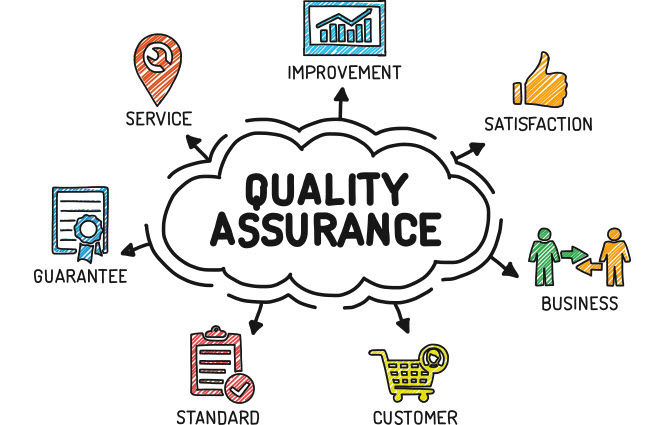 IMPROVEMENT
SERVICE
SATISFACTION
QUALITY
ASSURANCE
GUARANTEE
BUSINESS
STANDARD
CUSTOMER